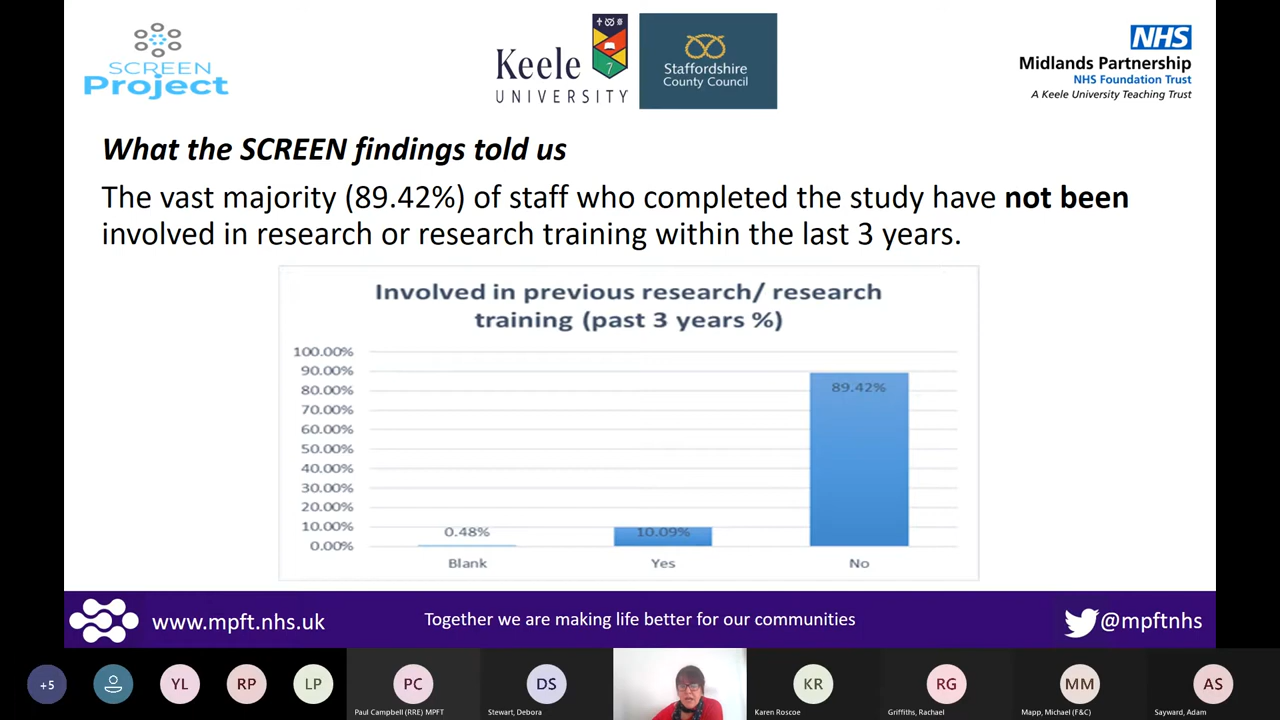 SCREEN
Project
Keele
UNIVERSITY
Staffordshire
County Council
NHS
Midlands Partnership
NHS Foundation Trust
A Keele University Teaching Trust
What the SCREEN findings told us
The vast majority (89.42%) of staff who completed the study have not been
involved in research or research training within the last 3 years.
Involved in previous research/ research
training (past 3 years %)
100.00%
90.00%
80.00%
70.00%
60.00%
50.00%
40.00%
30.00%
20.00%
10.00%
0.00%
0.48%
10.09%
89.42%
Blank
Yes
No
www.mpft.nhs.uk
Together we are making life better for our communities
@mpftnhs
+5
YL
RP
LP
PC
DS
KR
RG
MM
AS
Paul Campbell (RRE) MPFT
Stewart, Debora
Karen Roscoe
Griffiths, Rachael
Mapp, Michael (F&C)
Sayward, Adam